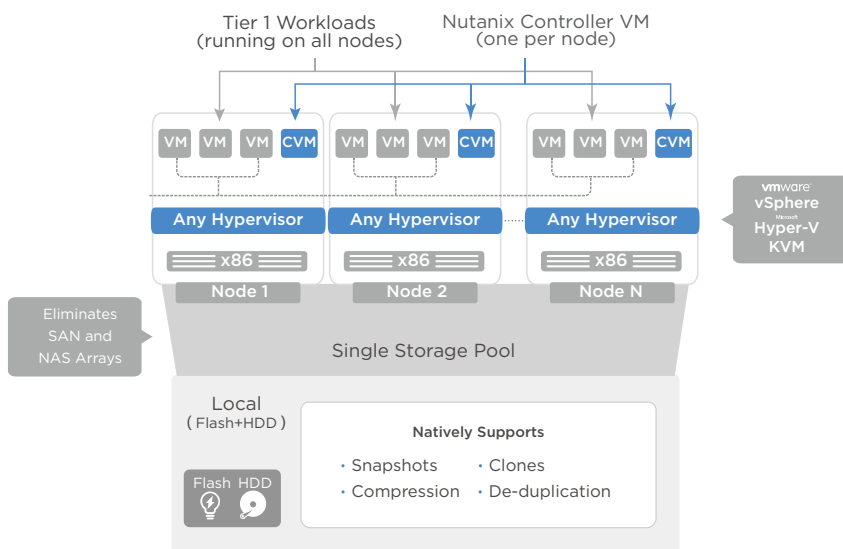 Tier 1 Workloads
(running on all nodes)
Nutanix Controller VM
(one per node)
VM VM VM CVM
VM VM VM CVM
VM VM VM CVM
Any Hypervisor
Any Hypervisor
Any Hypervisor
vmware®
vSphere
Microsoft
Hyper-V
KVM
x86
x86
x86
Node 1
Node 2
Node N
Eliminates
SAN and
NAS Arrays
Single Storage Pool
Local
(Flash+HDD)
Flash HDD
Natively Supports
• Snapshots
• Clones
• Compression
• De-duplication